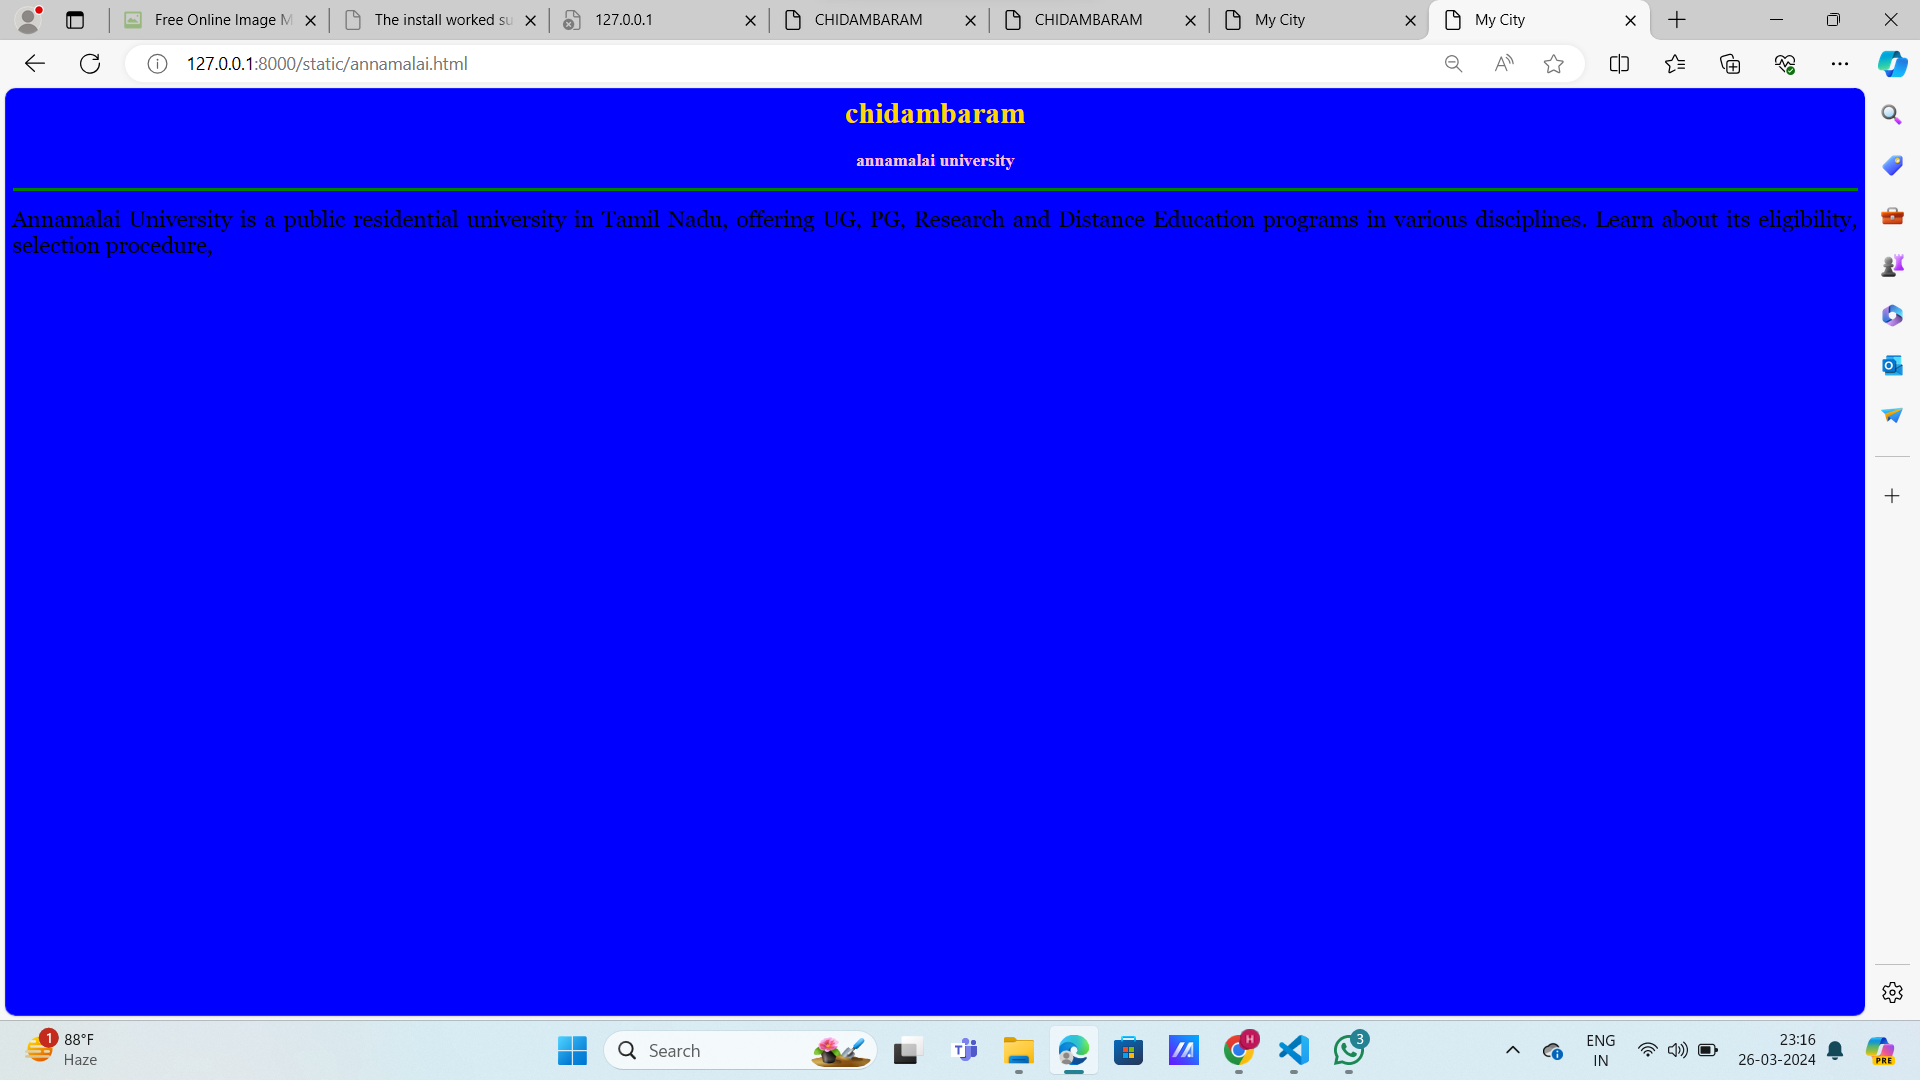 Free Online Image M
The install worked su
127.0.0.1
CHIDAMBARAM
CHIDAMBARAM
My City
My City
127.0.0.1:8000/static/annamalai.html
chidambaram
annamalai university
Annamalai University is a public residential university in Tamil Nadu, offering UG, PG, Research and Distance Education programs in various disciplines. Learn about its eligibility,
selection procedure,
1
88°F
Haze
Search
H
3
ENG
IN
23:16
26-03-2024
PRE